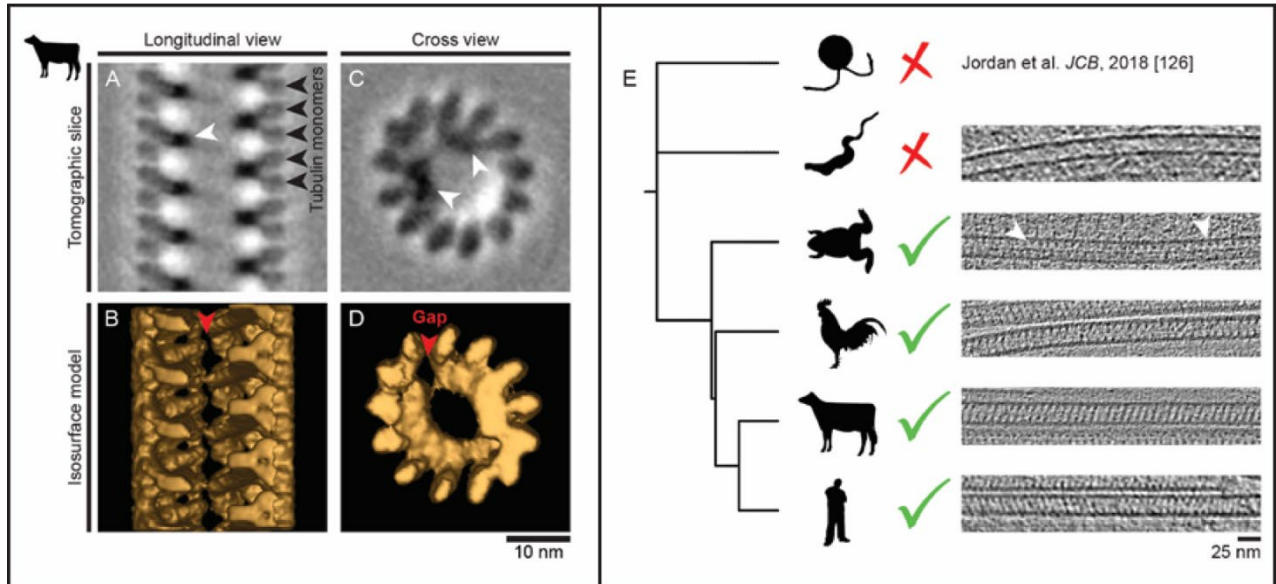 Longitudinal view
Cross view
Tomographic slice
A
Tubulin monomers
C
Isosurface model
B
D
Gap
10 nm
E
Jordan et al. JCB, 2018 [126]
25 nm